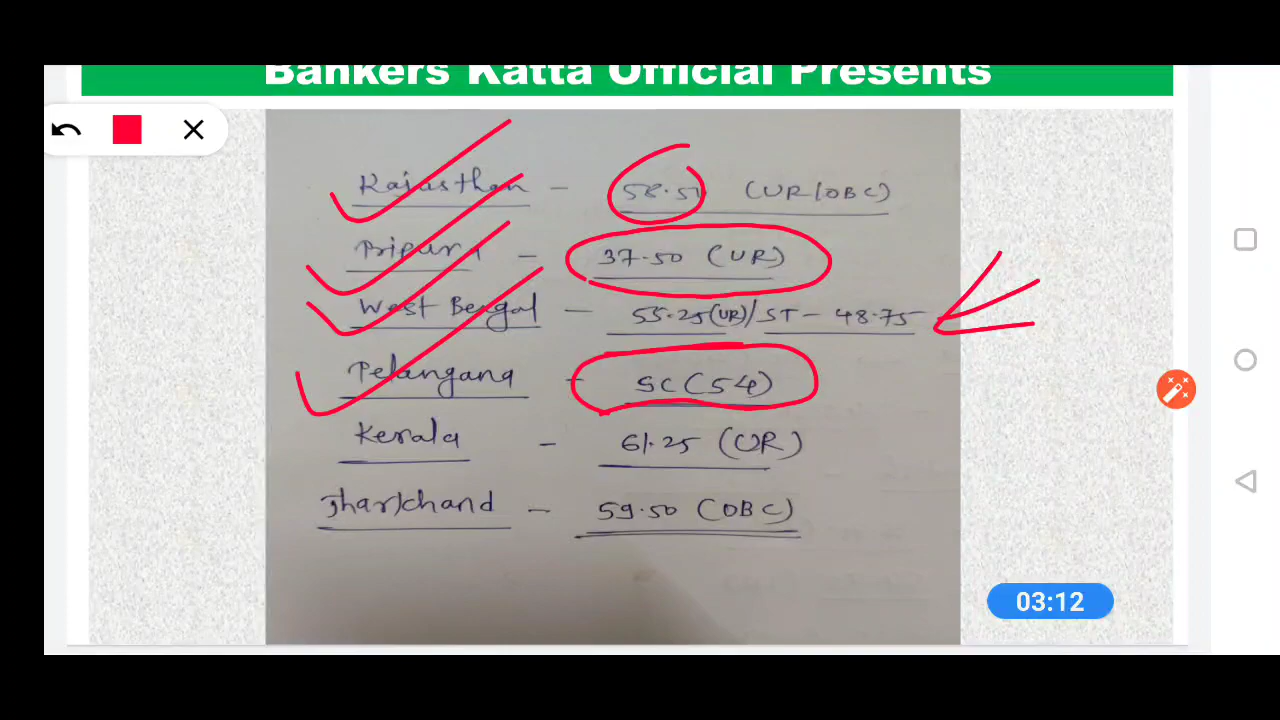 Bankers Katta Official Presents
Rajasthan - 58.5 (UR/OBC)
Tripura - 37.50 (UR)
West Bengal - 55.25(UR)/ST - 48.75
Telangana - SC(54)
Kerala - 61.25 (UR)
Jharkhand - 59.50 (OBC)
03:12